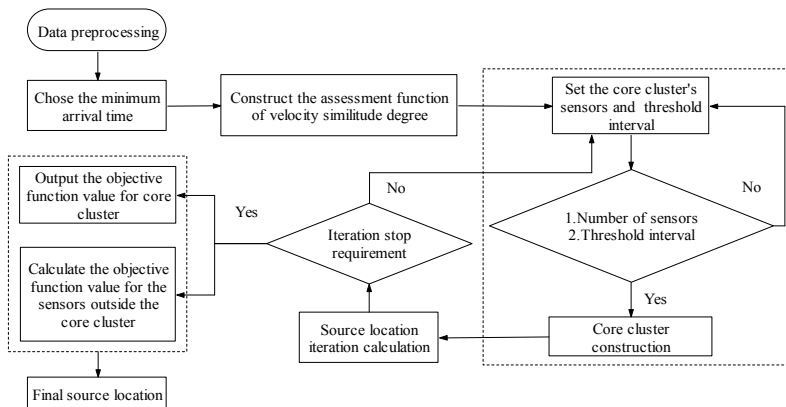 Data preprocessing
Chose the minimum
arrival time
Construct the assessment function
of velocity similitude degree
Set the core cluster's
sensors and threshold
interval
No
1.Number of sensors
2.Threshold interval
Yes
Core cluster
construction
Source location
iteration calculation
Iteration stop
requirement
No
Yes
Output the objective
function value for core
cluster
Calculate the objective
function value for the
sensors outside the
core cluster
Final source location